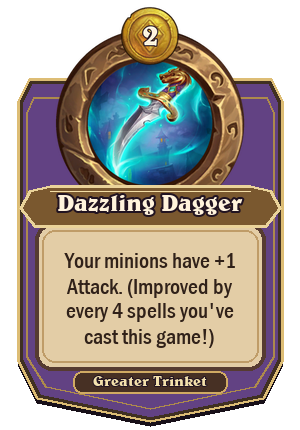 2
Dazzling Dagger
Your minions have +1
Attack. (Improved by
every 4 spells you've
cast this game!)
Greater Trinket